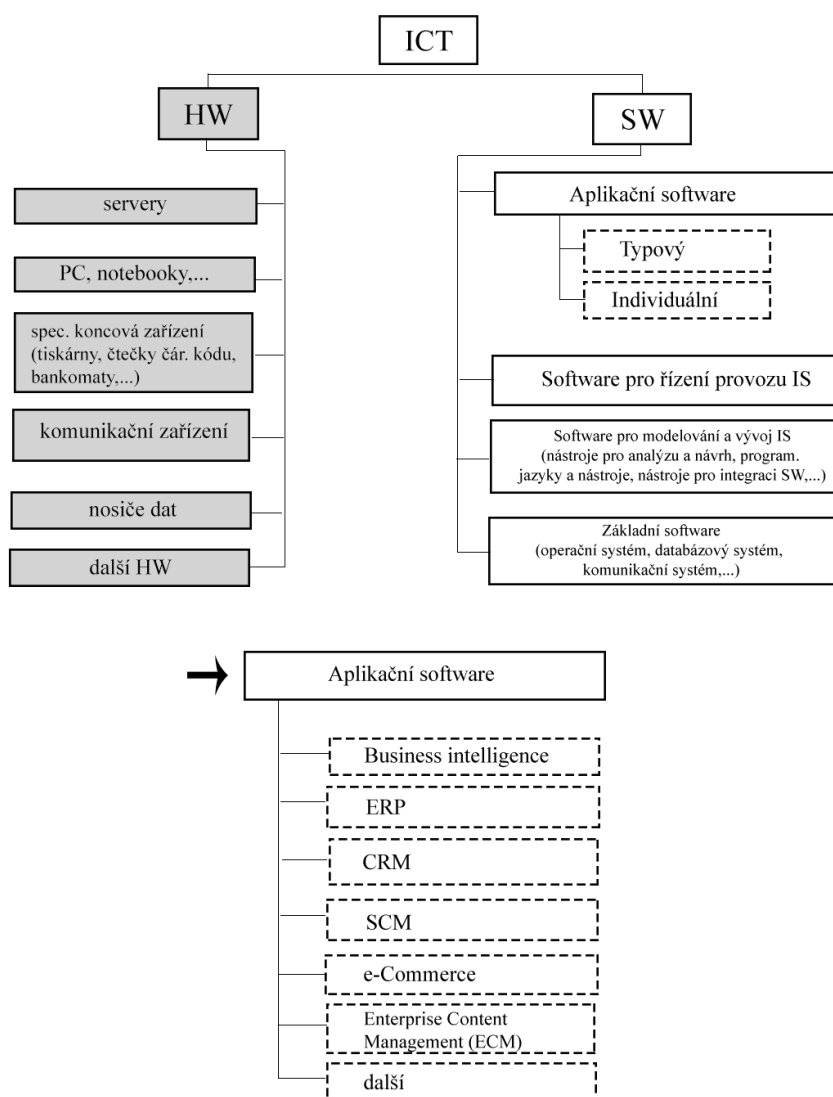 ICT
HW
servery
PC, notebooky,...
spec. koncová zařízení
(tiskárny, čtečky čár. kódu,
bankomaty,...)
komunikační zařízení
nosiče dat
další HW
SW
Aplikační software
Typový
Individuální
Software pro řízení provozu IS
Software pro modelování a vývoj IS
(nástroje pro analýzu a návrh, program.
jazyky a nástroje, nástroje pro integraci SW,...)
Základní software
(operační systém, databázový systém,
komunikační systém,...)
Aplikační software
Business intelligence
ERP
CRM
SCM
e-Commerce
Enterprise Content
Management (ECM)
další